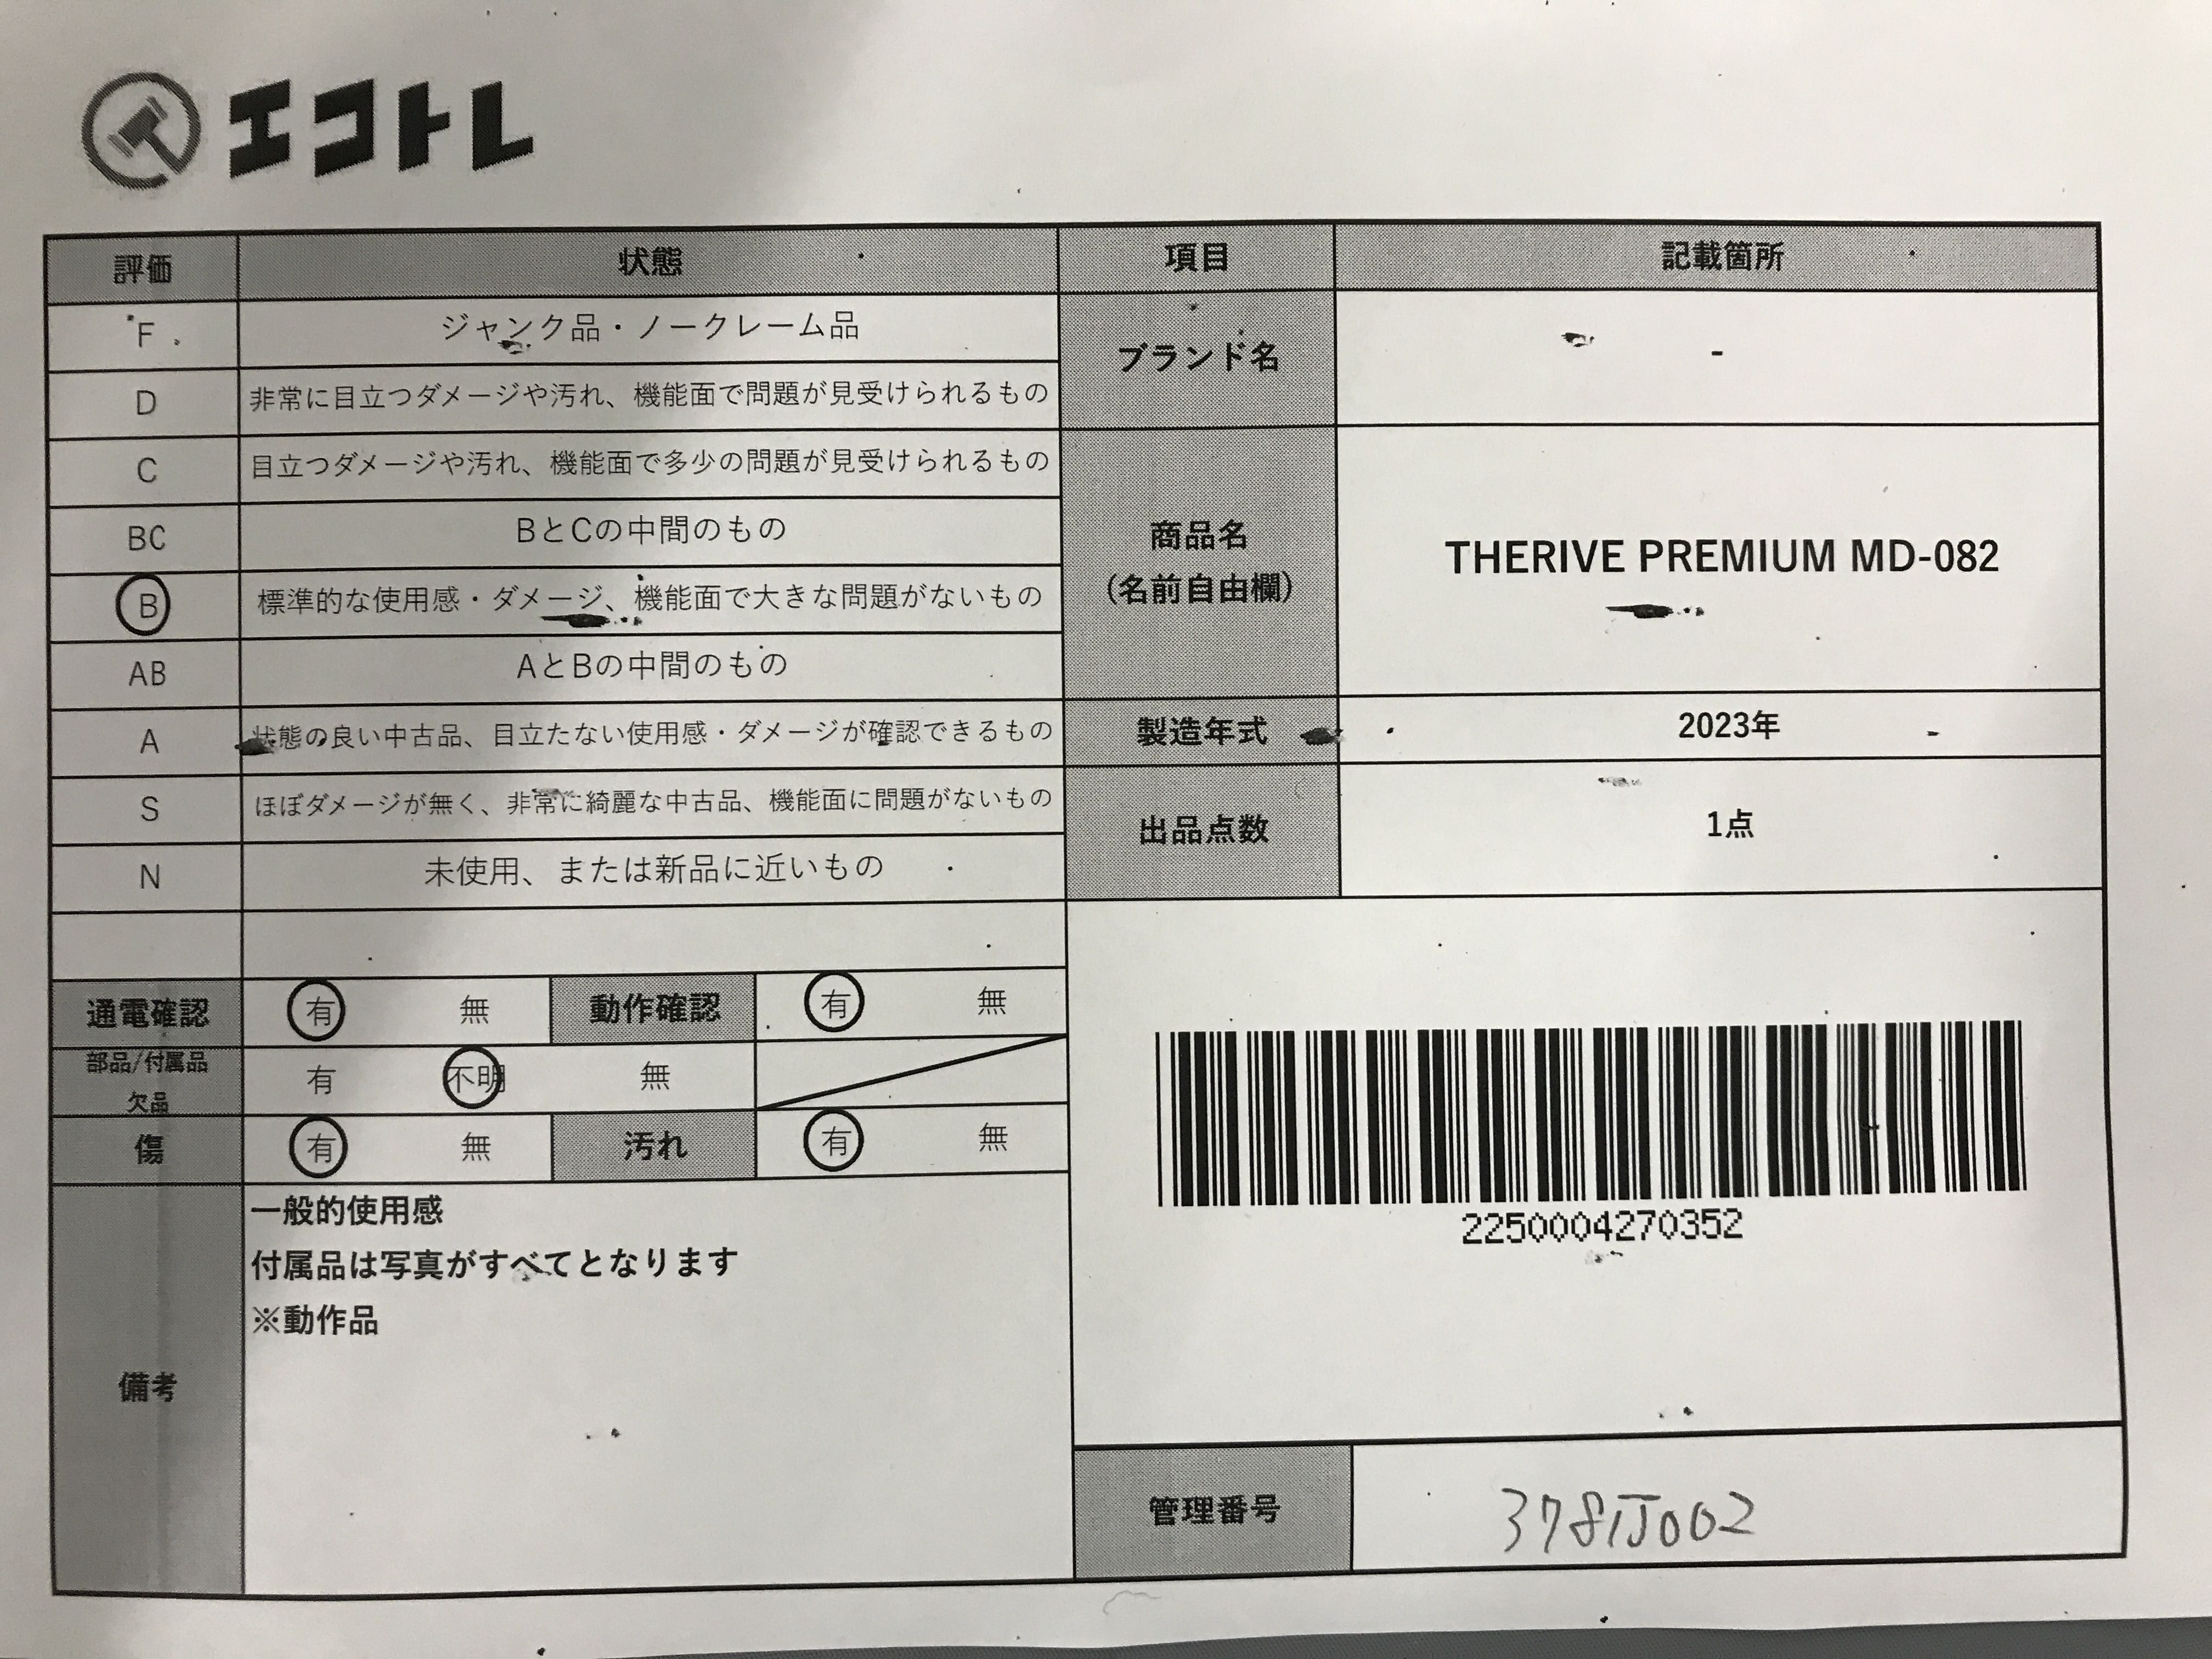 エコトレ
評価 状態 項目 記載箇所
F ジャンク品・ノークレーム品
ブランド名 -
D 非常に目立つダメージや汚れ、機能面で問題が見受けられるもの
C 目立つダメージや汚れ、機能面で多少の問題が見受けられるもの
BC BとCの中間のもの
商品名
（名前自由欄）
THERIVE PREMIUM MD-082
B 標準的な使用感・ダメージ、機能面で大きな問題がないもの
AB AとBの中間のもの
A 状態の良い中古品、目立たない使用感・ダメージが確認できるもの
製造年式 2023年
S ほぼダメージが無く、非常に綺麗な中古品、機能面に問題がないもの
出品点数 1点
N 未使用、または新品に近いもの
通電確認 有 無 動作確認 有 無
部品/付属品
欠品
有 不明 無
傷 有 無 汚れ 有 無
2250004270352
備考
一般的使用感
付属品は写真がすべてとなります
※動作品
管理番号